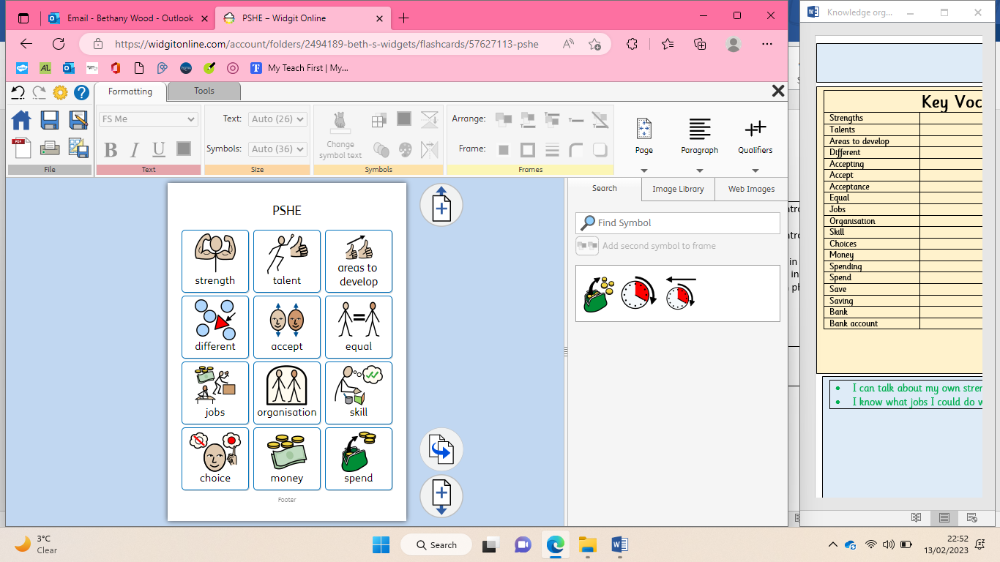 Email - Bethany Wood - Outlook
PSHE – Widgit Online
Knowledge org...
https://widgitonline.com/account/folders/2494189-beth-s-widgets/flashcards/57627113-pshe
My Teach First | My...
Formatting
Tools
FS Me
Text: Auto (26)
Symbols: Auto (36)
B I U
Change symbol text
Arrange:
Frame:
Page
Paragraph
Qualifiers
File
Text
Size
Symbols
Frames
Search
Image Library
Web Images
Find Symbol
Add second symbol to frame
PSHE
strength
talent
areas to
develop
different
accept
equal
jobs
organisation
skill
choice
money
spend
Footer
Key Voc
Strengths
Talents
Areas to develop
Different
Accepting
Accept
Acceptance
Equal
Jobs
Organisation
Skill
Choices
Money
Spending
Spend
Save
Saving
Bank
Bank account
I can talk about my own stren
I know what jobs I could do w
3°C
Clear
Search
22:52
13/02/2023